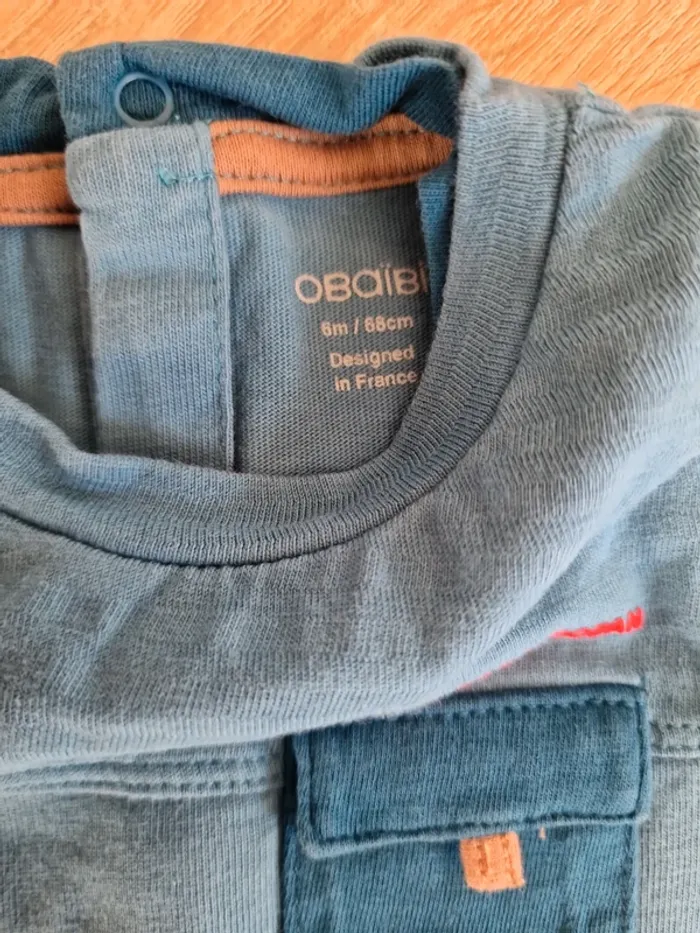 OBaïBi
6m / 68cm
Designed
in France